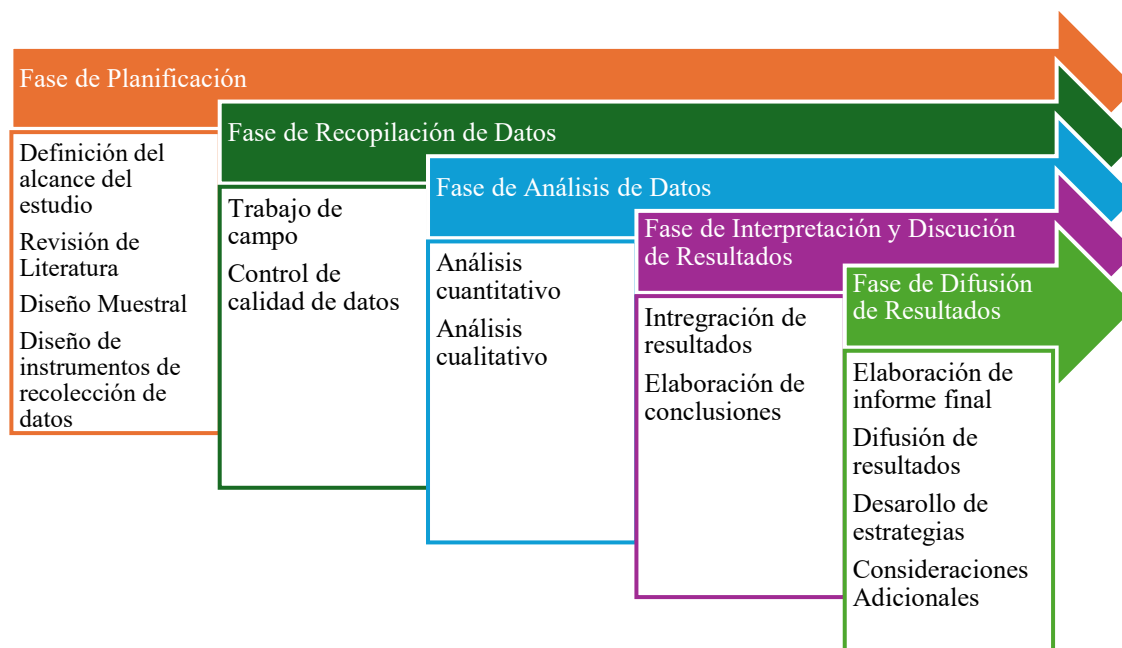 Fase de Planificación
Definición del
alcance del
estudio
Revisión de
Literatura
Diseño Muestral
Diseño de
instrumentos de
recolección de
datos
Fase de Recopilación de Datos
Trabajo de
campo
Control de
calidad de datos
Fase de Análisis de Datos
Análisis
cuantitativo
Análisis
cualitativo
Fase de Interpretación y Discución
de Resultados
Intregración de
resultados
Elaboración de
conclusiones
Fase de Difusión
de Resultados
Elaboración de
informe final
Difusión de
resultados
Desarollo de
estrategias
Consideraciones
Adicionales